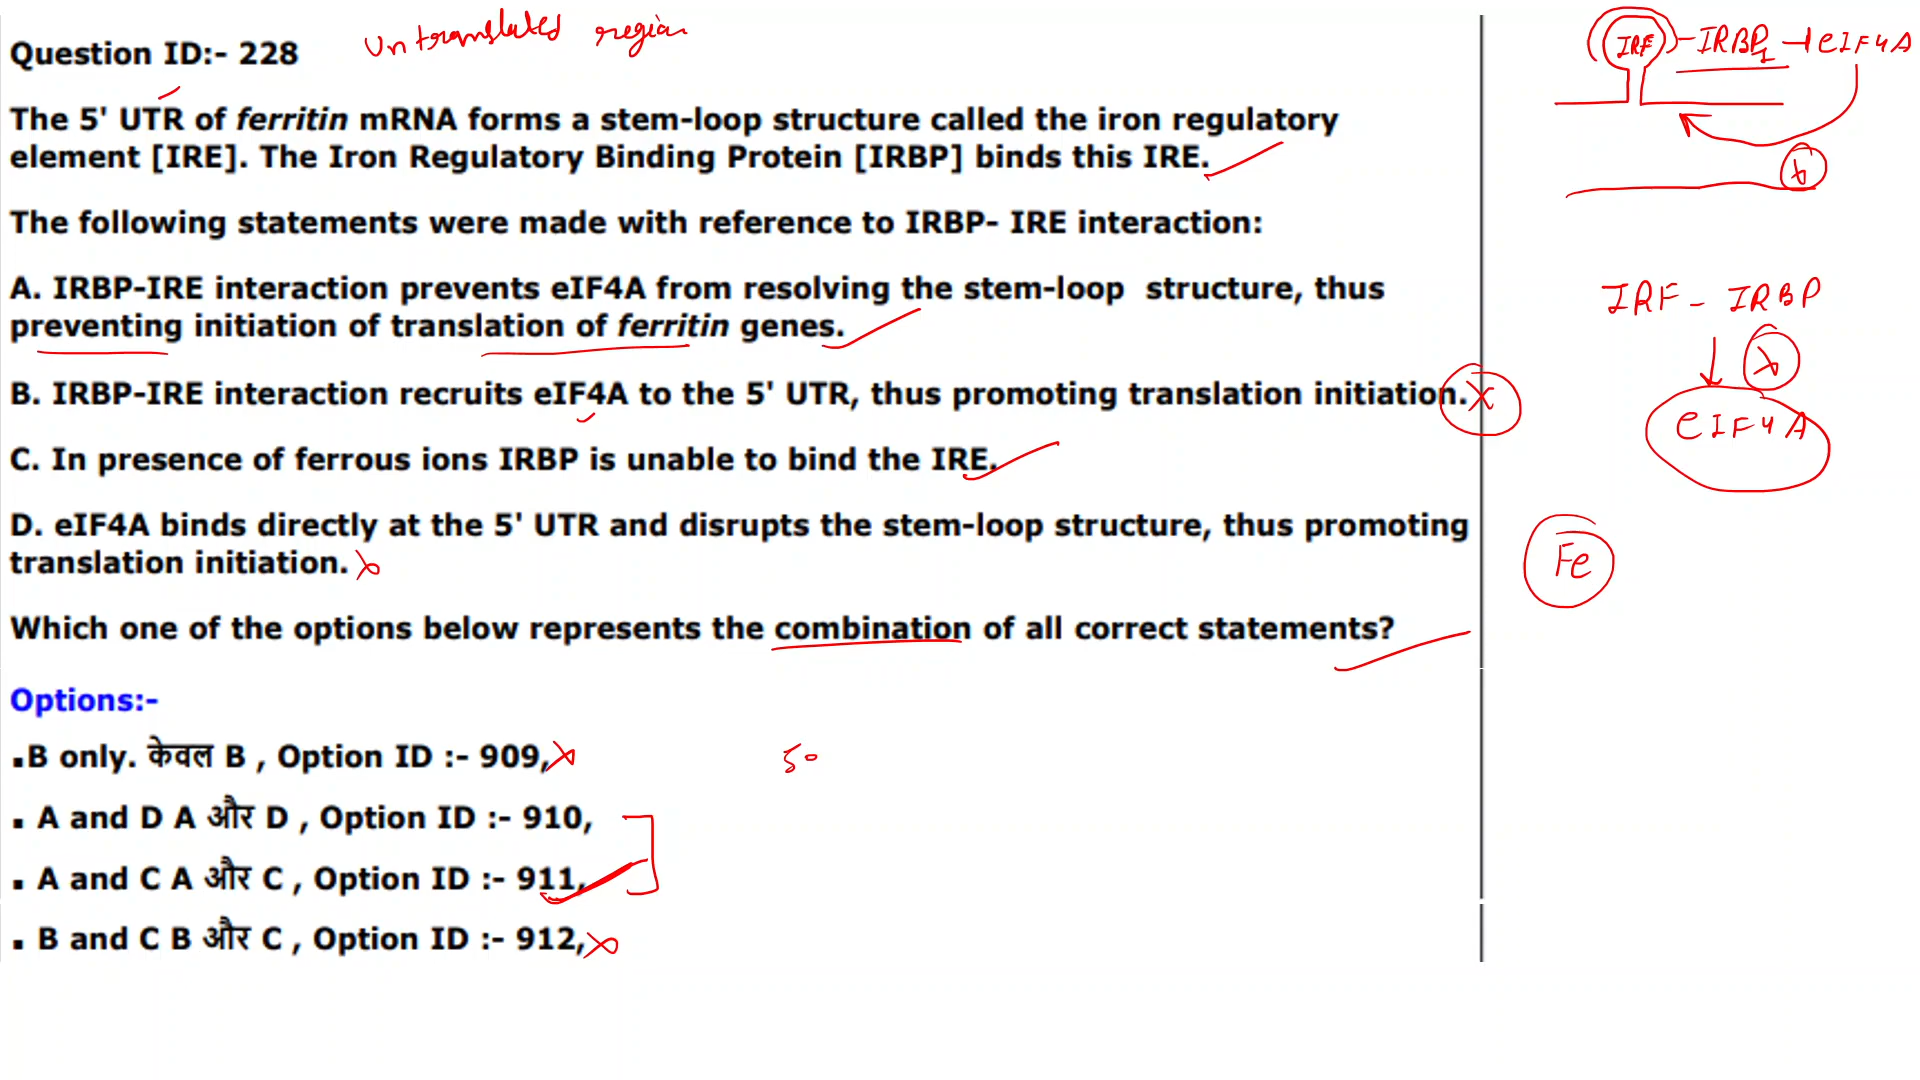 Untranslated region
Question ID:- 228
The 5' UTR of ferritin mRNA forms a stem-loop structure called the iron regulatory
element [IRE]. The Iron Regulatory Binding Protein [IRBP] binds this IRE.
The following statements were made with reference to IRBP- IRE interaction:
A. IRBP-IRE interaction prevents eIF4A from resolving the stem-loop structure, thus
preventing initiation of translation of ferritin genes.
B. IRBP-IRE interaction recruits eIF4A to the 5' UTR, thus promoting translation initiation.
C. In presence of ferrous ions IRBP is unable to bind the IRE.
D. eIF4A binds directly at the 5' UTR and disrupts the stem-loop structure, thus promoting
translation initiation.
Which one of the options below represents the combination of all correct statements?
Options:-
▪B only. केवल B , Option ID :- 909,
▪ A and D A और D , Option ID :- 910,
▪ A and C A और C , Option ID :- 911,
▪ B and C B और C , Option ID :- 912,
IRF - IRBP eIF4A
IRF - IRBP
eIF4A
Fe